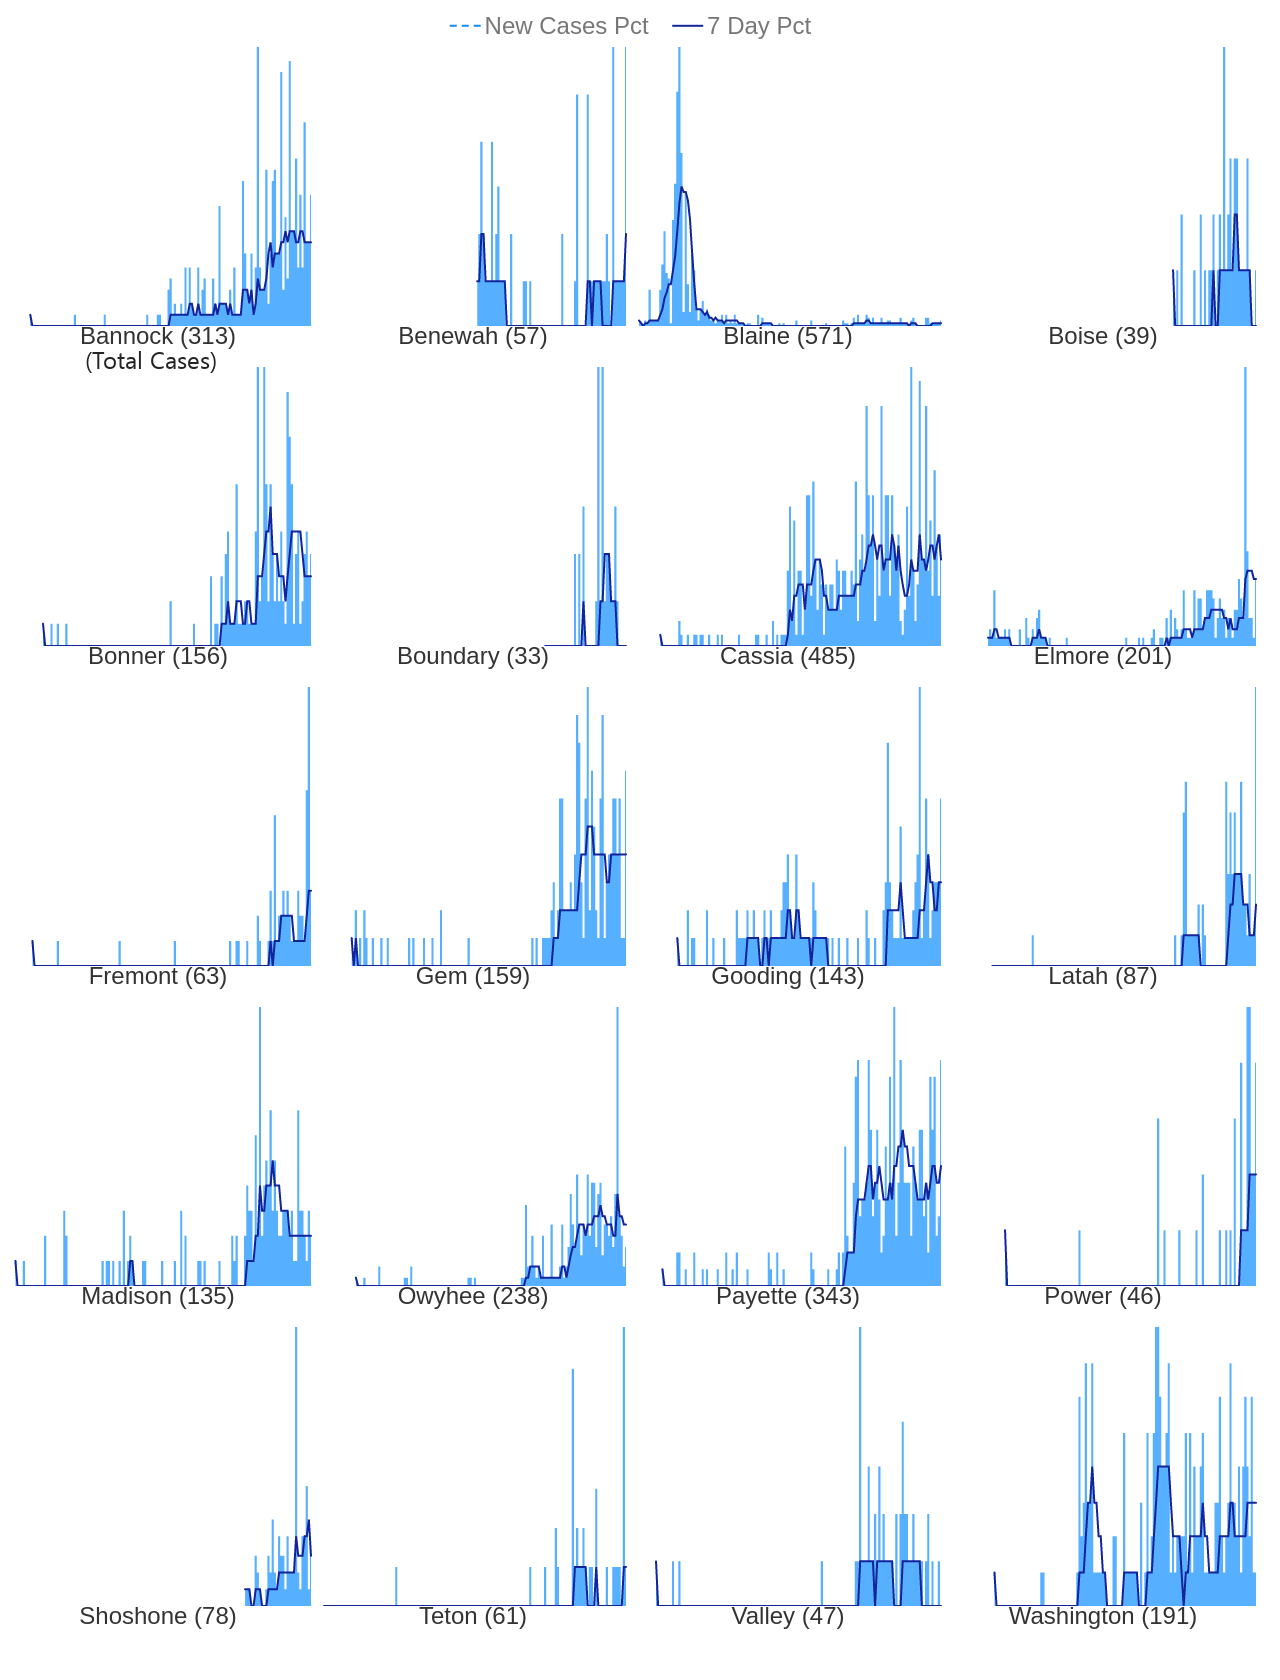 New Cases Pct 7 Day Pct
Bannock (313) Benewah (57) Blaine (571) Boise (39)
(Total Cases)
Bonner (156) Boundary (33) Cassia (485) Elmore (201)
Fremont (63) Gem (159) Gooding (143) Latah (87)
Madison (135) Owyhee (238) Payette (343) Power (46)
Shoshone (78) Teton (61) Valley (47) Washington (191)